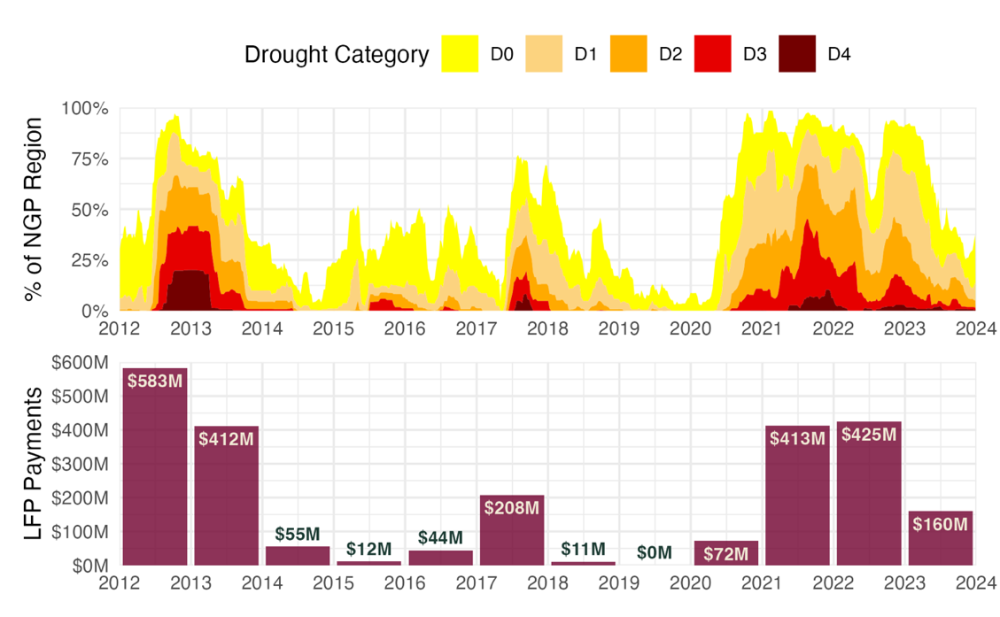 Drought Category D0 D1 D2 D3 D4
% of NGP Region
100%
75%
50%
25%
0%
2012 2013 2014 2015 2016 2017 2018 2019 2020 2021 2022 2023 2024
LFP Payments
$600M
$500M
$400M
$300M
$200M
$100M
$0M
$583M
$412M
$55M
$12M
$44M
$208M
$11M
$0M
$72M
$413M
$425M
$160M
2012 2013 2014 2015 2016 2017 2018 2019 2020 2021 2022 2023 2024